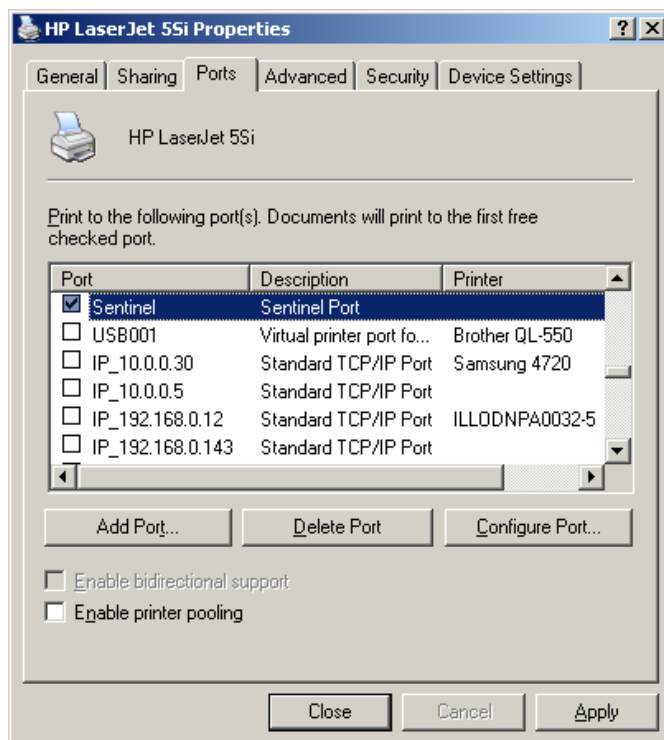 HP LaserJet 5Si Properties
General Sharing Ports Advanced Security Device Settings
HP LaserJet 5Si
Print to the following port(s). Documents will print to the first free
checked port.
Port Description Printer
Sentinel Sentinel Port
USB001 Virtual printer port fo... Brother QL-550
IP_10.0.0.30 Standard TCP/IP Port Samsung 4720
IP_10.0.0.5 Standard TCP/IP Port
IP_192.168.0.12 Standard TCP/IP Port ILLODNPA0032-5
IP_192.168.0.143 Standard TCP/IP Port
Add Port... Delete Port Configure Port...
Enable bidirectional support
Enable printer pooling
Close Cancel Apply